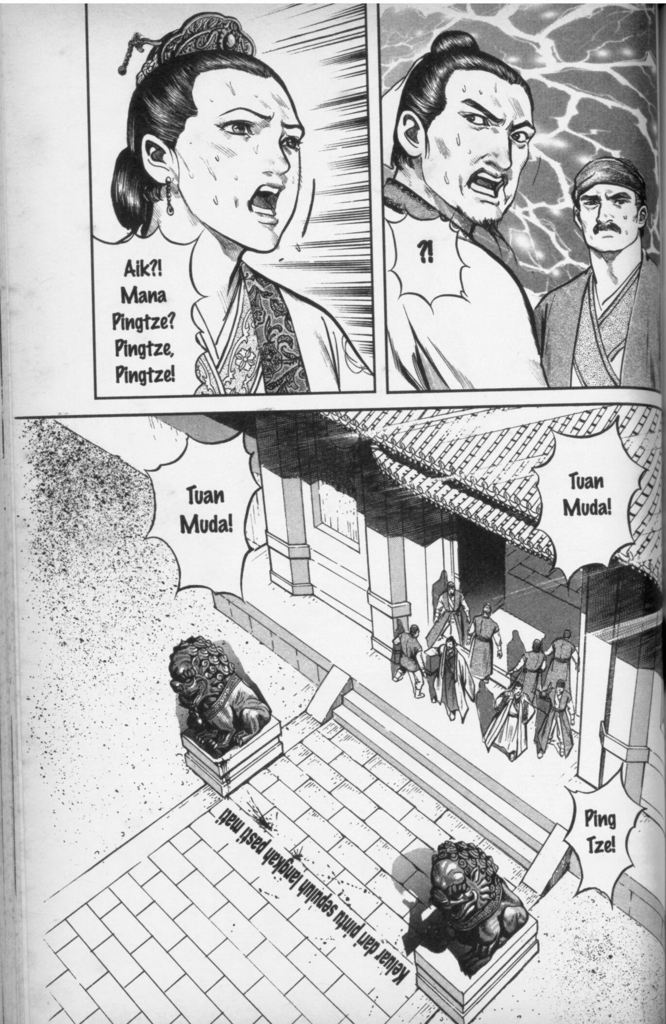 Aik?!
Mana
Pingtze?
Pingtze,
Pingtze!
?!
Tuan
Muda!
Tuan
Muda!
Ping
Tze!
Keluar dari pintu sepuluh langkah pasti mati